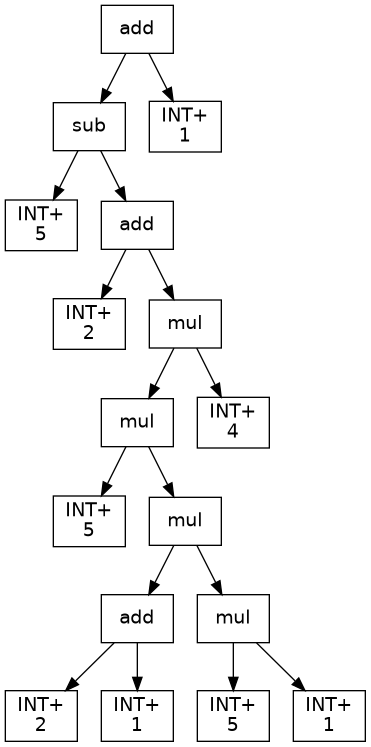 add
sub
INT+
1
INT+
5
add
INT+
2
mul
mul
INT+
4
INT+
5
mul
add
mul
INT+
2
INT+
1
INT+
5
INT+
1